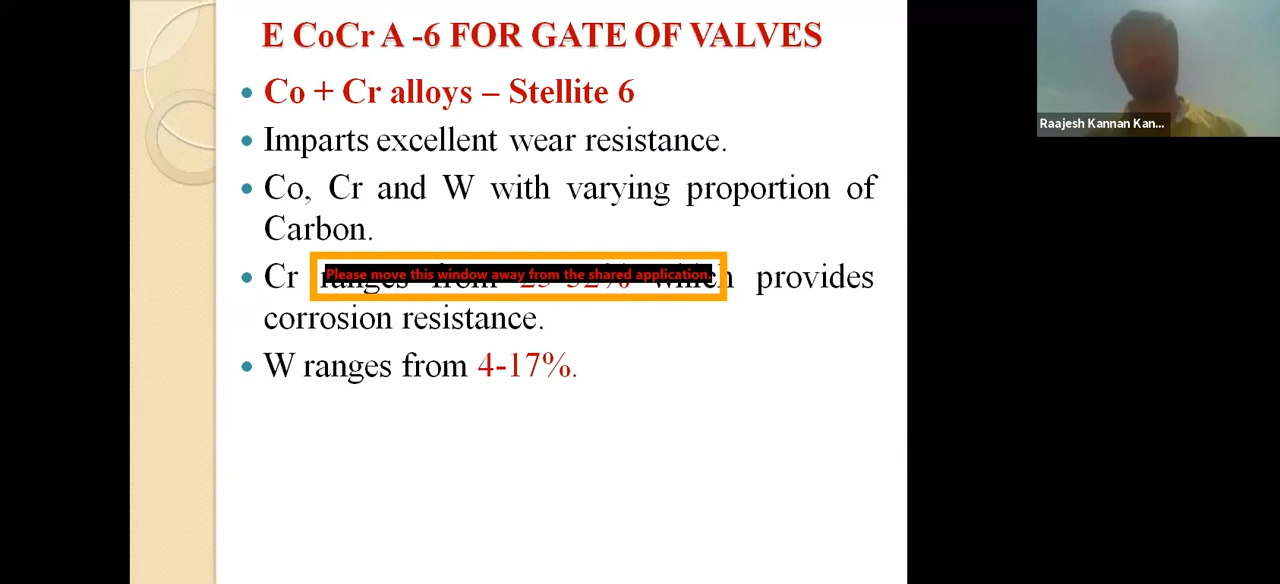 E CoCr A -6 FOR GATE OF VALVES
Co + Cr alloys – Stellite 6
Imparts excellent wear resistance.
Co, Cr and W with varying proportion of
Carbon.
Cr ranges from which provides
Please move this window away from the shared application.
corrosion resistance.
W ranges from 4-17%.
Raajesh Kannan Kan...